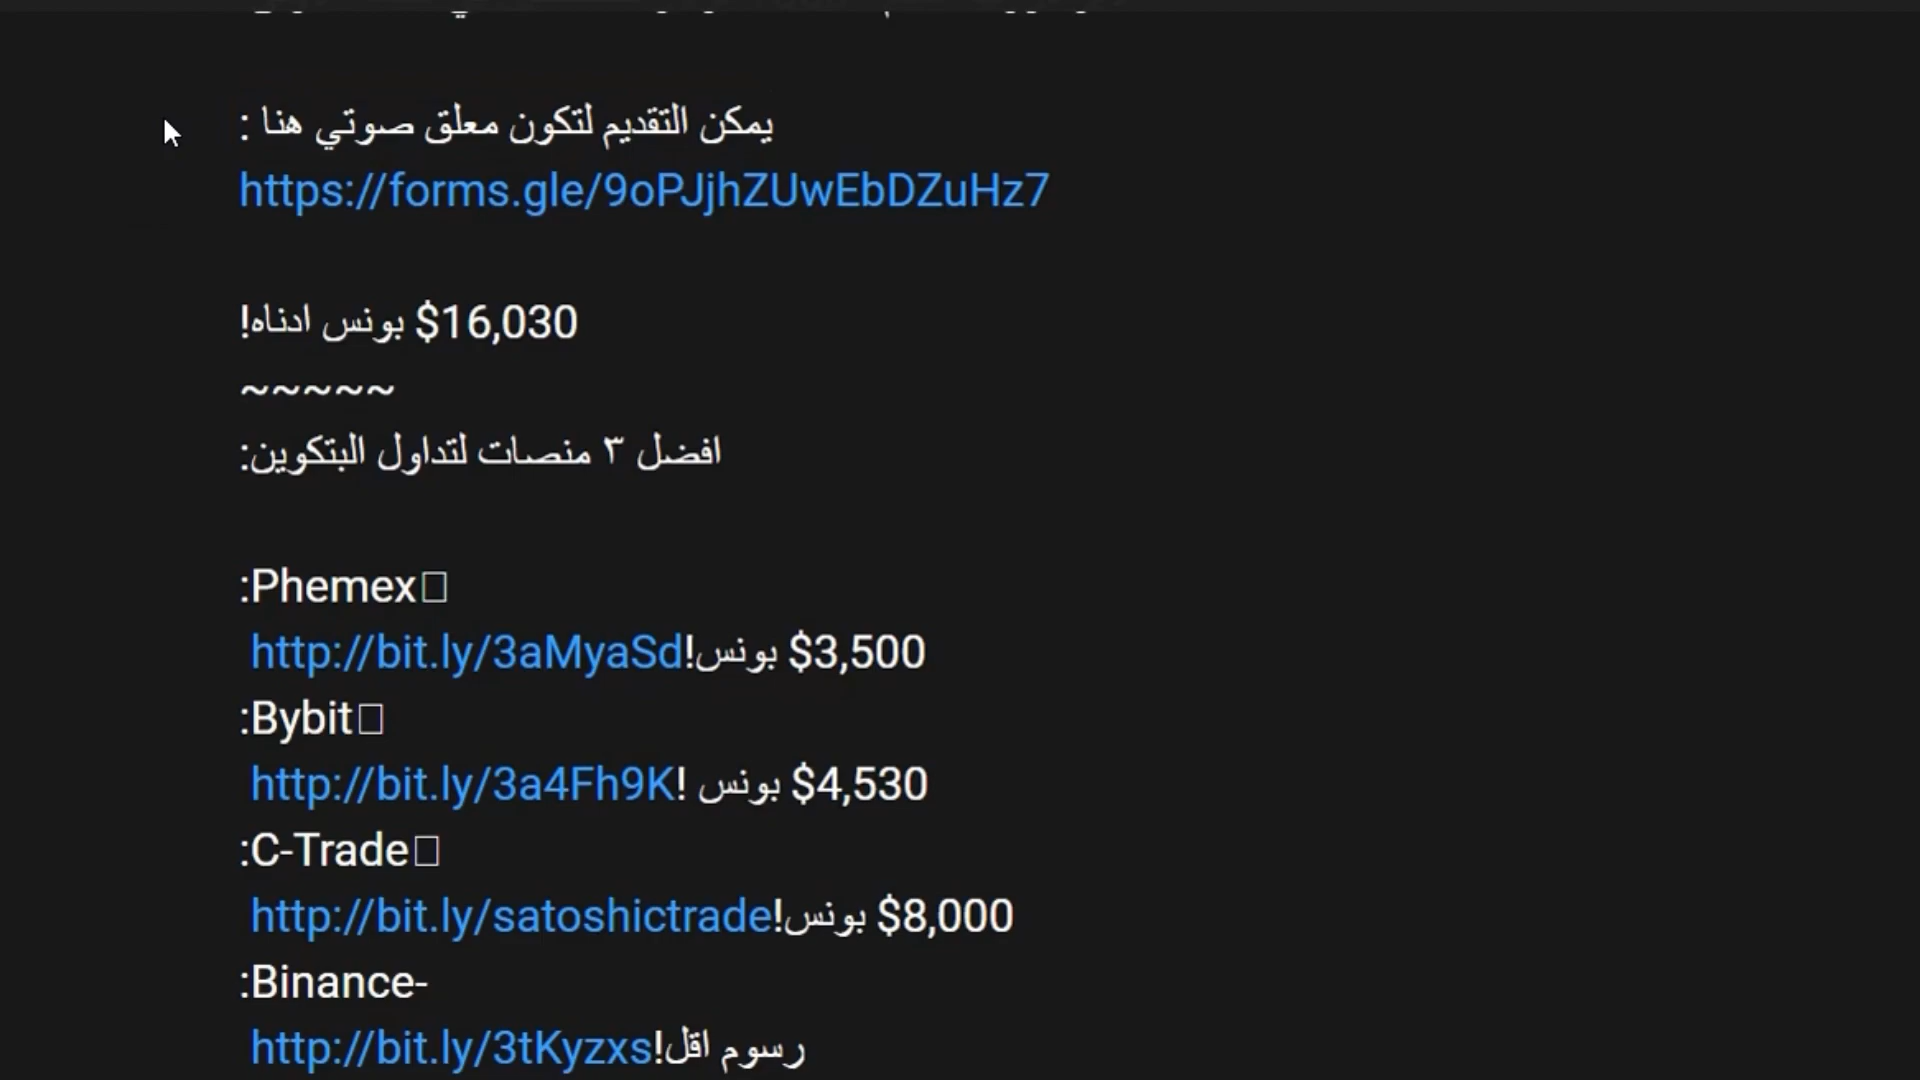 يمكن التقديم لتكون معلق صوتي هنا :
https://forms.gle/9oPJjhZUwEbDZuHz7
$16,030 بونس ادناه!
~~~~~
افضل ٣ منصات لتداول البتكوين:
:Phemex
$3,500 بونس!http://bit.ly/3aMyaSd
:Bybit
$4,530 بونس !http://bit.ly/3a4Fh9K
:C-Trade
$8,000 بونس!http://bit.ly/satoshictrade
:Binance-
رسوم اقل!http://bit.ly/3tKyzxs